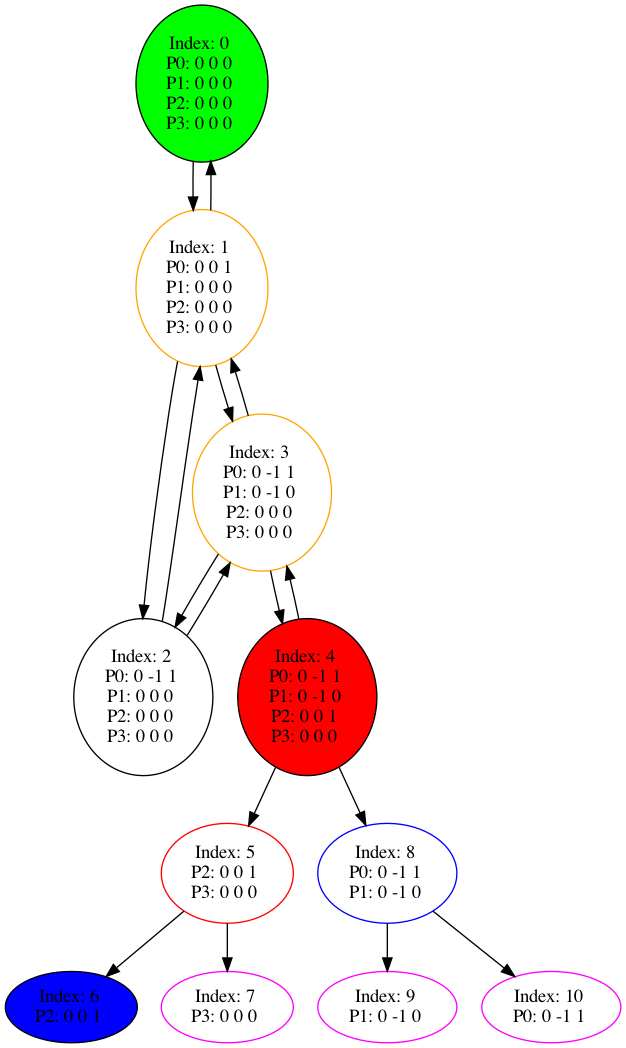 Index: 0
P0: 0 0 0
P1: 0 0 0
P2: 0 0 0
P3: 0 0 0
Index: 1
P0: 0 0 1
P1: 0 0 0
P2: 0 0 0
P3: 0 0 0
Index: 3
P0: 0 -1 1
P1: 0 -1 0
P2: 0 0 0
P3: 0 0 0
Index: 2
P0: 0 -1 1
P1: 0 0 0
P2: 0 0 0
P3: 0 0 0
Index: 4
P0: 0 -1 1
P1: 0 -1 0
P2: 0 0 1
P3: 0 0 0
Index: 5
P2: 0 0 1
P3: 0 0 0
Index: 8
P0: 0 -1 1
P1: 0 -1 0
Index: 6
P2: 0 0 1
Index: 7
P3: 0 0 0
Index: 9
P1: 0 -1 0
Index: 10
P0: 0 -1 1